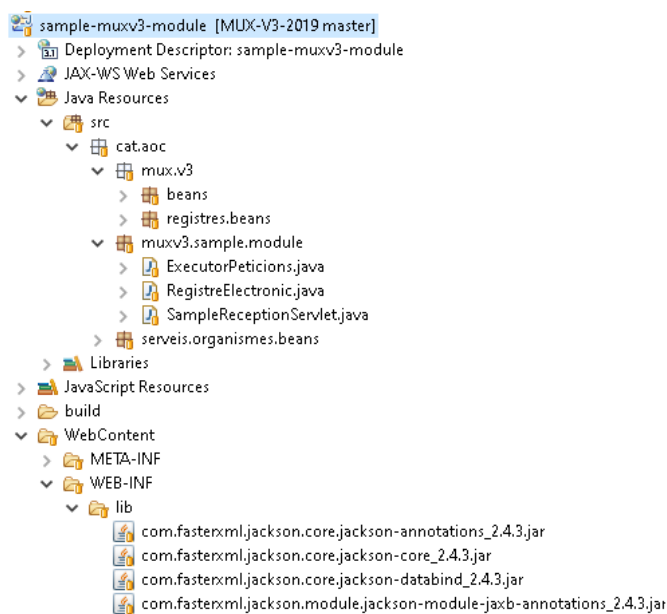 sample-muxv3-module [MUX-V3-2019 master]
Deployment Descriptor: sample-muxv3-module
JAX-WS Web Services
Java Resources
src
cat.aoc
mux.v3
beans
registres.beans
muxv3.sample.module
ExecutorPeticions.java
RegistreElectronic.java
SampleReceptionServlet.java
serveis.organismes.beans
Libraries
JavaScript Resources
build
WebContent
META-INF
WEB-INF
lib
com.fasterxml.jackson.core.jackson-annotations_2.4.3.jar
com.fasterxml.jackson.core.jackson-core_2.4.3.jar
com.fasterxml.jackson.core.jackson-databind_2.4.3.jar
com.fasterxml.jackson.module.jackson-module-jaxb-annotations_2.4.3.jar